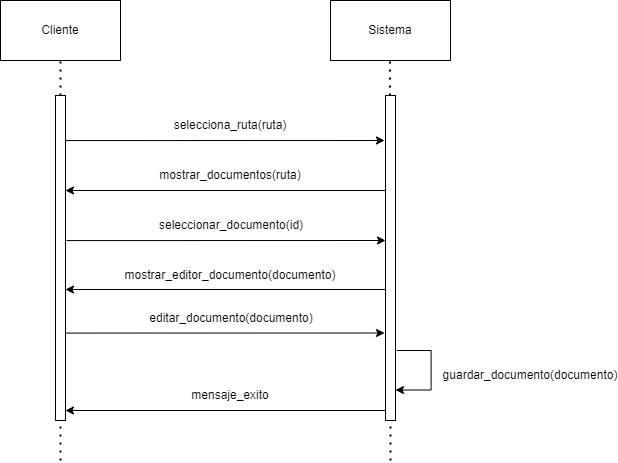 Cliente
Sistema
selecciona_ruta(ruta)
mostrar_documentos(ruta)
seleccionar_documento(id)
mostrar_editor_documento(documento)
editar_documento(documento)
guardar_documento(documento)
mensaje_exito